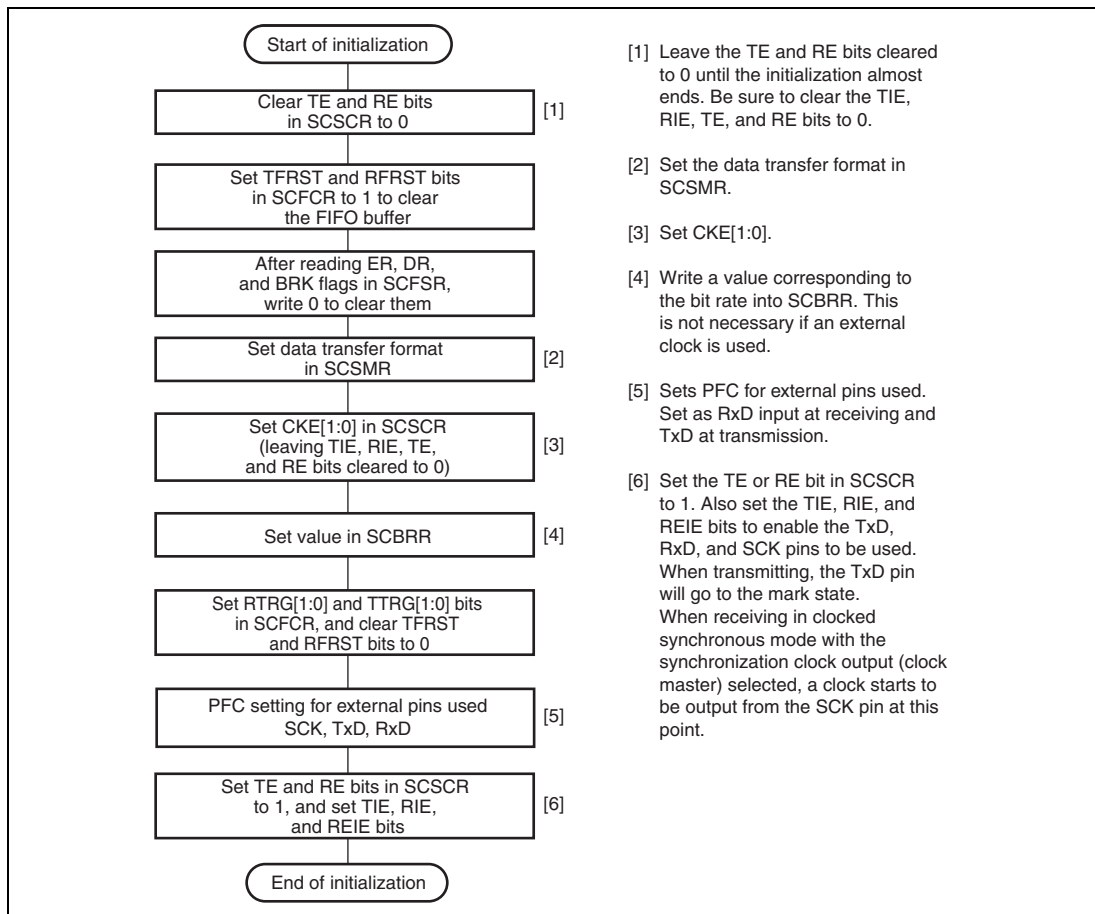 Start of initialization
Clear TE and RE bits
in SCSCR to 0
[1]
Set TFRST and RFRST bits
in SCFCR to 1 to clear
the FIFO buffer
After reading ER, DR,
and BRK flags in SCFSR,
write 0 to clear them
Set data transfer format
in SCSMR
[2]
Set CKE[1:0] in SCSCR
(leaving TIE, RIE, TE,
and RE bits cleared to 0)
[3]
Set value in SCBRR
[4]
Set RTRG[1:0] and TTRG[1:0] bits
in SCFCR, and clear TFRST
and RFRST bits to 0
PFC setting for external pins used
SCK, TxD, RxD
[5]
Set TE and RE bits in SCSCR
to 1, and set TIE, RIE,
and REIE bits
[6]
End of initialization
[1] Leave the TE and RE bits cleared
to 0 until the initialization almost
ends. Be sure to clear the TIE,
RIE, TE, and RE bits to 0.
[2] Set the data transfer format in
SCSMR.
[3] Set CKE[1:0].
[4] Write a value corresponding to
the bit rate into SCBRR. This
is not necessary if an external
clock is used.
[5] Sets PFC for external pins used.
Set as RxD input at receiving and
TxD at transmission.
[6] Set the TE or RE bit in SCSCR
to 1. Also set the TIE, RIE, and
REIE bits to enable the TxD,
RxD, and SCK pins to be used.
When transmitting, the TxD pin
will go to the mark state.
When receiving in clocked
synchronous mode with the
synchronization clock output (clock
master) selected, a clock starts to
be output from the SCK pin at this
point.